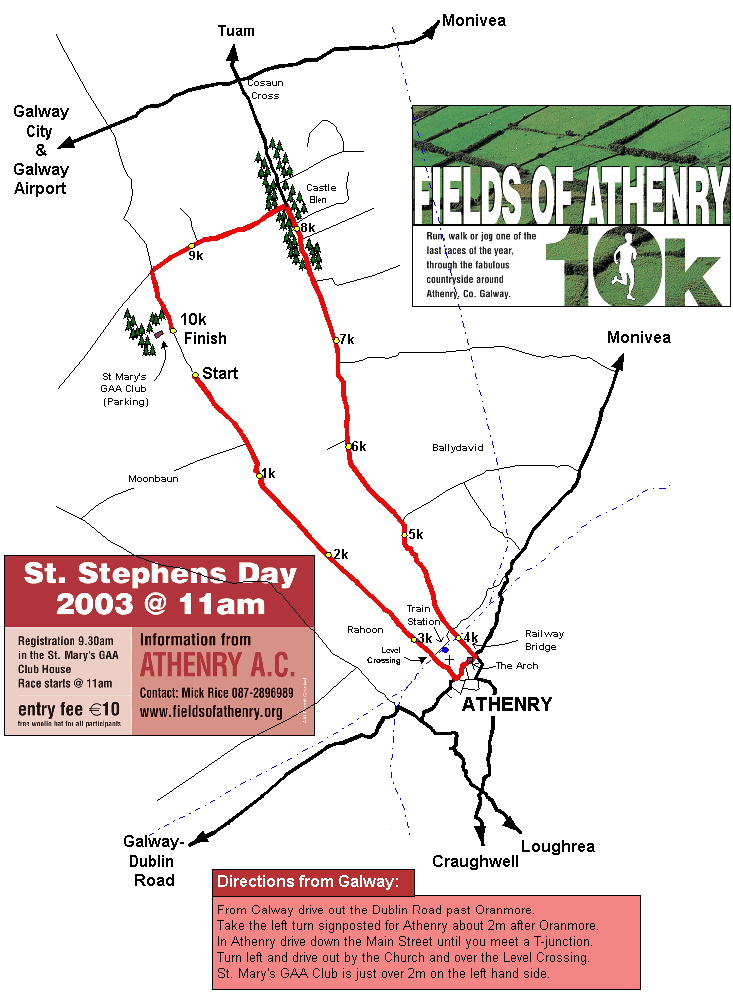 Tuam
Monivea
Cosaun
Cross
Galway
City
&
Galway
Airport
Castle
Ellen
FIELDS OF ATHENRY
10k
Run, walk or jog one of the
last races of the year,
through the fabulous
countryside around
Athenry, Co. Galway.
8k
9k
10k
Finish
7k
Monivea
St Mary's
GAA Club
(Parking)
Start
6k
Ballydavid
Moonbaun
1k
5k
2k
St. Stephens Day
2003 @ 11am
Registration 9.30am
in the St. Mary's GAA
Club House
Race starts @ 11am
entry fee €10
free woolie hat for all participants
Information from
ATHENRY A.C.
Contact: Mick Rice 087-2896989
www.fieldsofathenry.org
Train
Station
Rahoon
3k
4k
Railway
Bridge
Level
Crossing
The Arch
ATHENRY
Galway-
Dublin
Road
Craughwell
Loughrea
Directions from Galway:
From Galway drive out the Dublin Road past Oranmore.
Take the left turn signposted for Athenry about 2m after Oranmore.
In Athenry drive down the Main Street until you meet a T-junction.
Turn left and drive out by the Church and over the Level Crossing.
St. Mary's GAA Club is just over 2m on the left hand side.